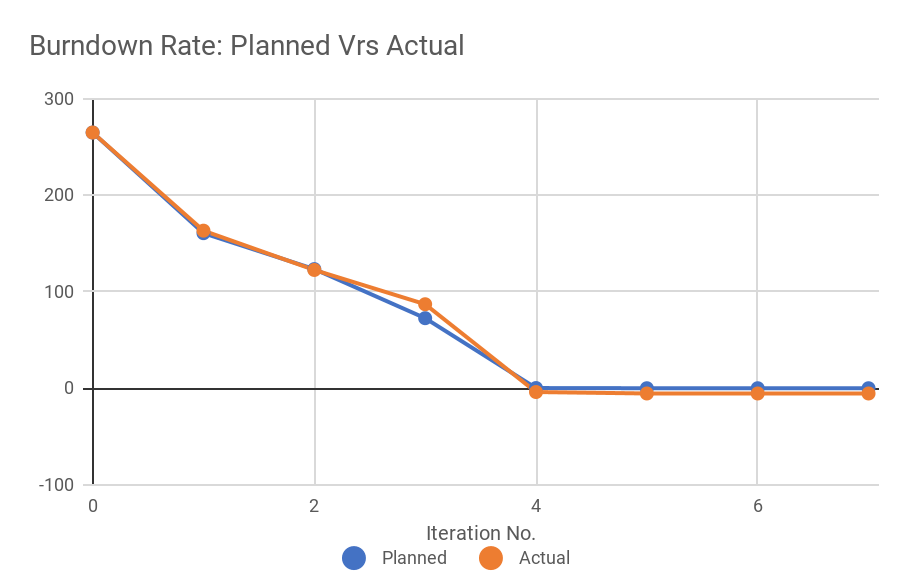 Burndown Rate: Planned Vrs Actual
300
200
100
0
-100
0 2 4 6
Iteration No.
Planned Actual